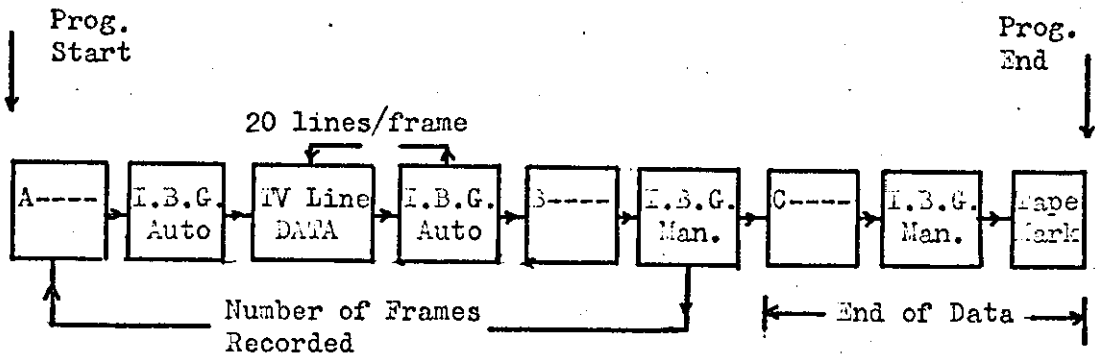 Prog.
Start
Prog.
End
20 lines/frame
A----
I.B.G.
Auto
TV Line
DATA
I.B.G.
Auto
B----
I.B.G.
Man.
C----
I.B.G.
Man.
Tape
Mark
Number of Frames
Recorded
End of Data